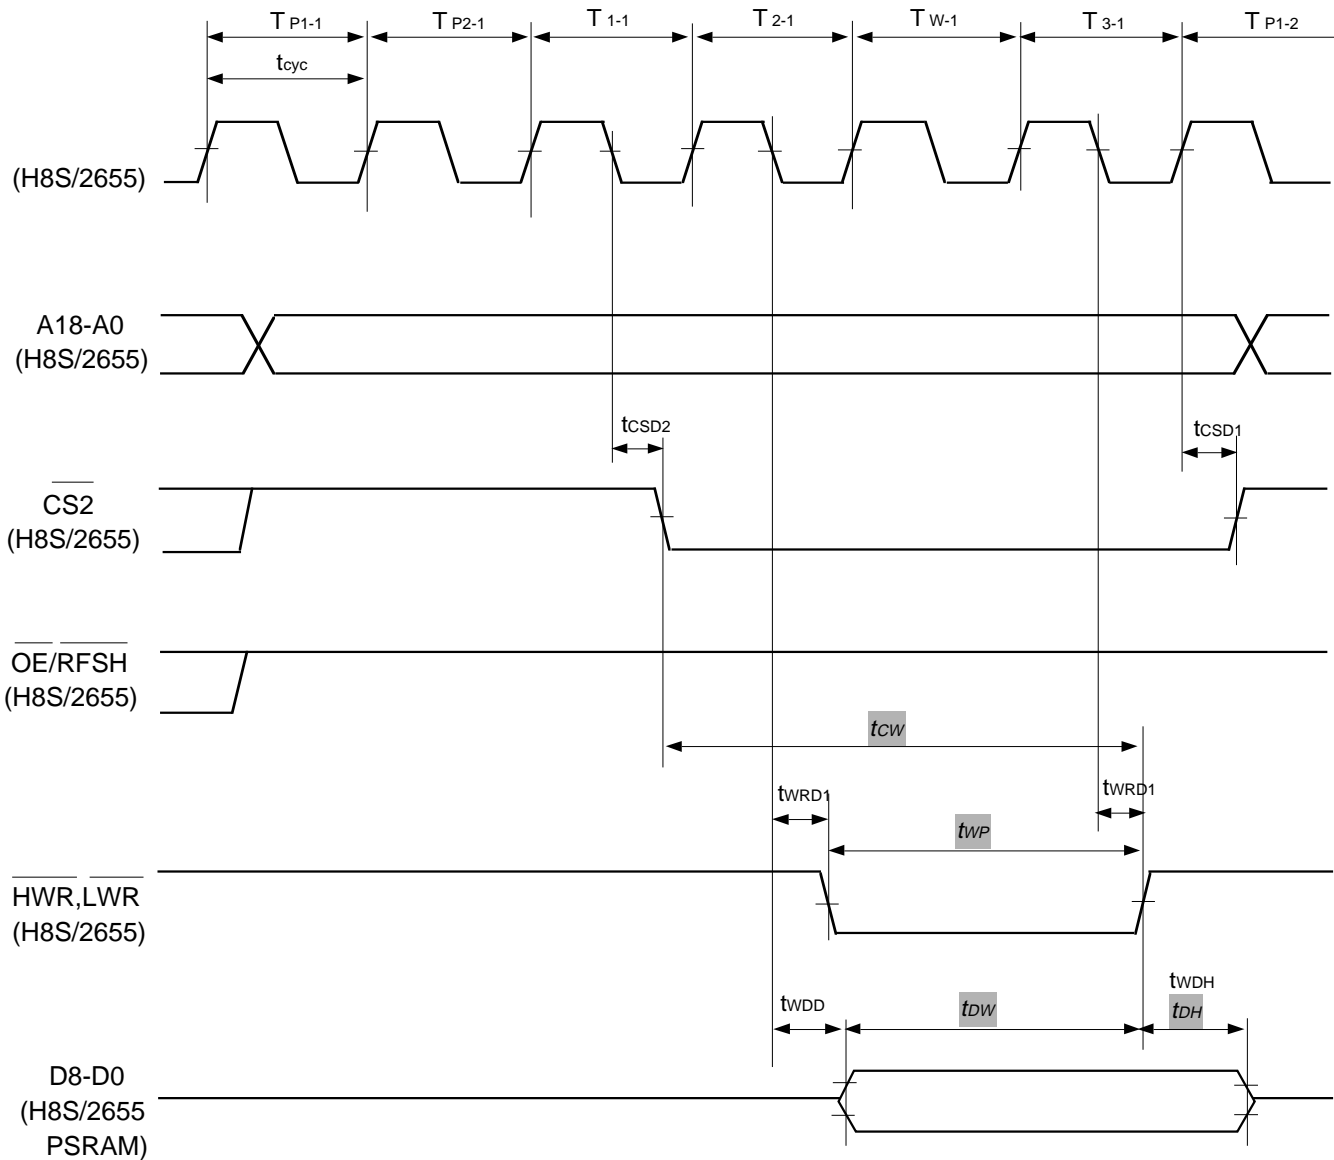 T P1-1 T P2-1 T 1-1 T 2-1 T W-1 T 3-1 T P1-2
tcyc
(H8S/2655)
A18-A0
(H8S/2655)
tCSD2 tCSD1
CS2
(H8S/2655)
OE/RFSH
(H8S/2655)
tCW
tWRD1 tWRD1
tWP
HWR,LWR
(H8S/2655)
tWDH
tWDD tDW tDH
D8-D0
(H8S/2655
PSRAM)